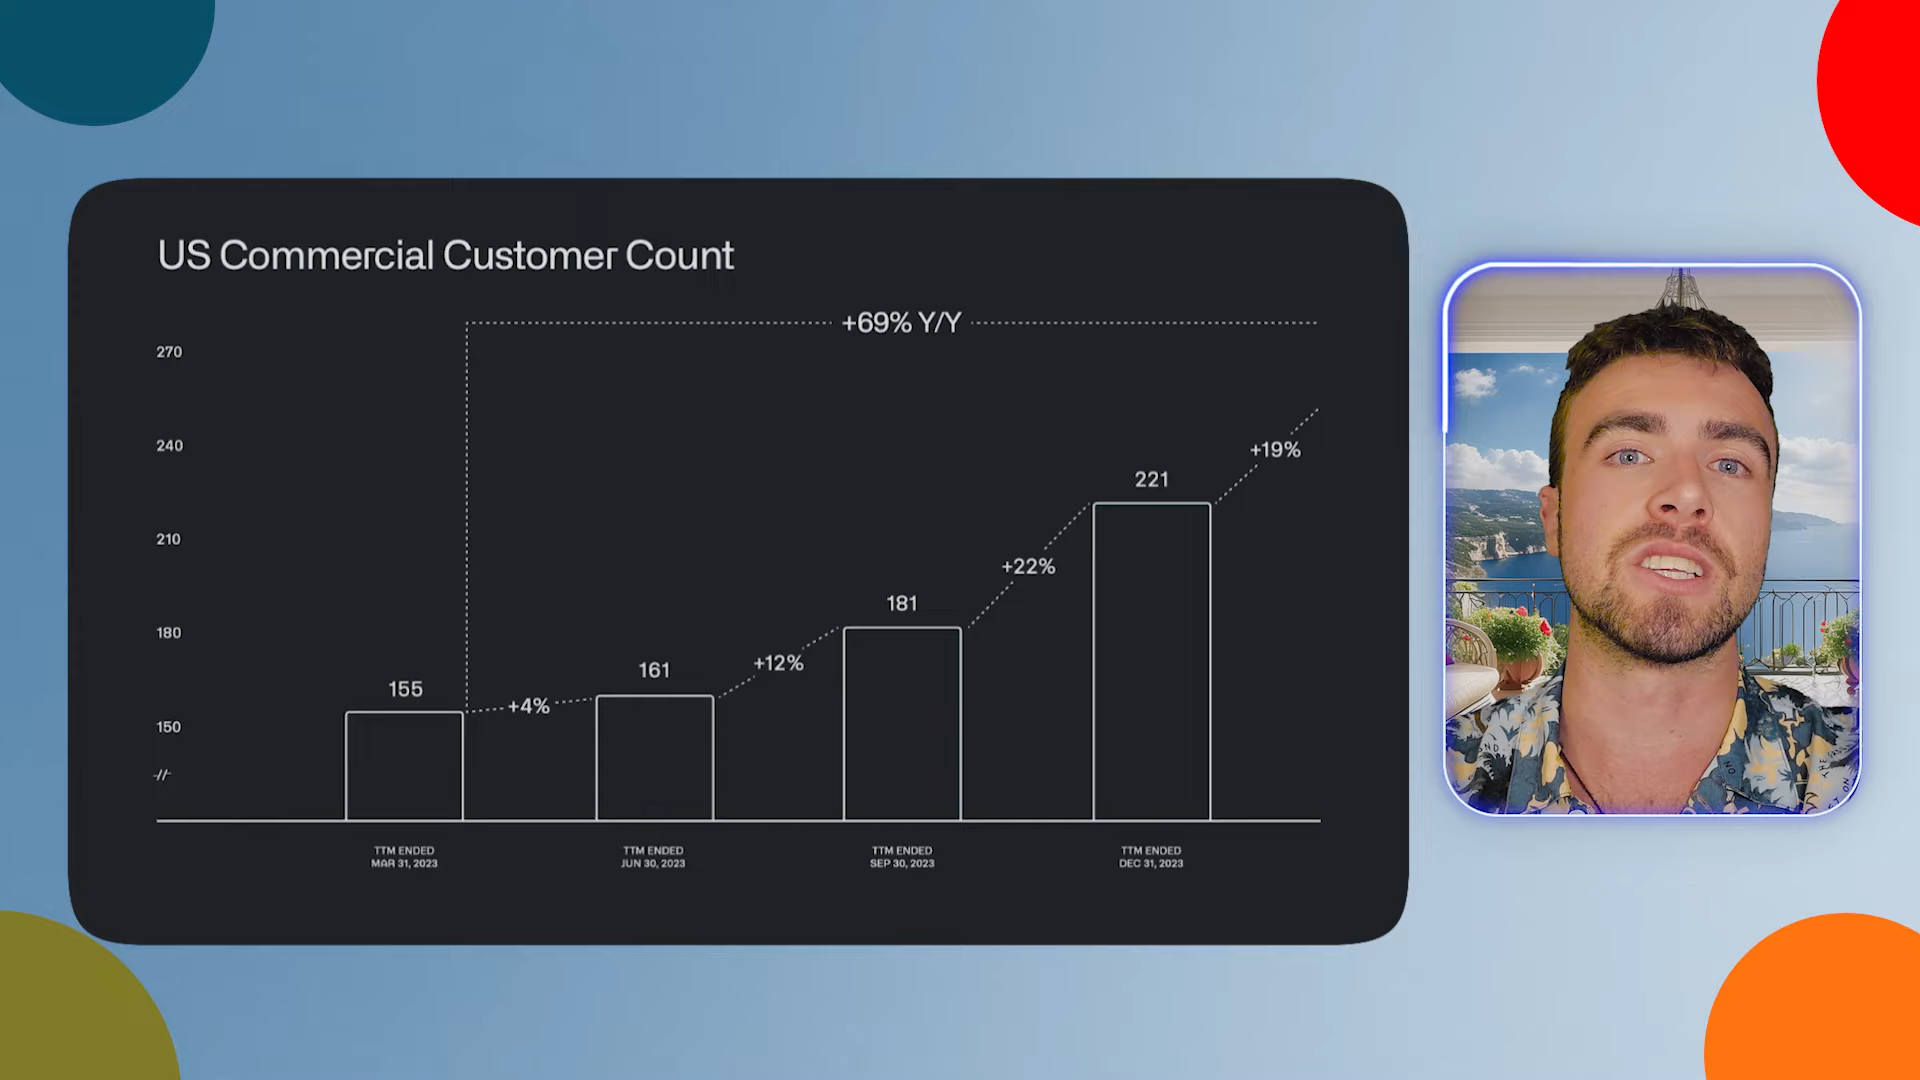 US Commercial Customer Count
+69% Y/Y
270
240
210
180
150
155
+4%
161
+12%
181
+22%
221
+19%
TTM ENDED
MAR 31, 2023
TTM ENDED
JUN 30, 2023
TTM ENDED
SEP 30, 2023
TTM ENDED
DEC 31, 2023